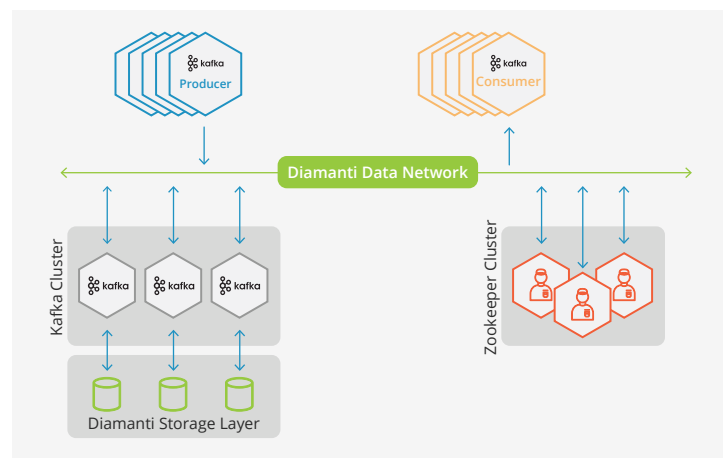 kafka
Producer
kafka
Consumer
Diamanti Data Network
Kafka Cluster
kafka
kafka
kafka
Zookeeper Cluster
Diamanti Storage Layer